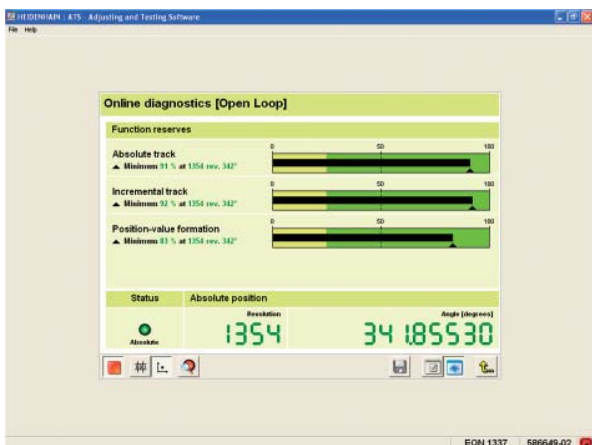 HEIDENHAIN : ATS - Adjusting and Testing Software
File Help
Online diagnostics [Open Loop]
Function reserves
Absolute track
Minimum 91 % at 1354 rev. 342°
0 50 100
Incremental track
Minimum 92 % at 1354 rev. 342°
0 50 100
Position-value formation
Minimum 83 % at 1354 rev. 342°
0 50 100
Status Absolute position
Revolution Angle [degrees]
Absolute 1354 341.85530
EQN 1337 586649-02